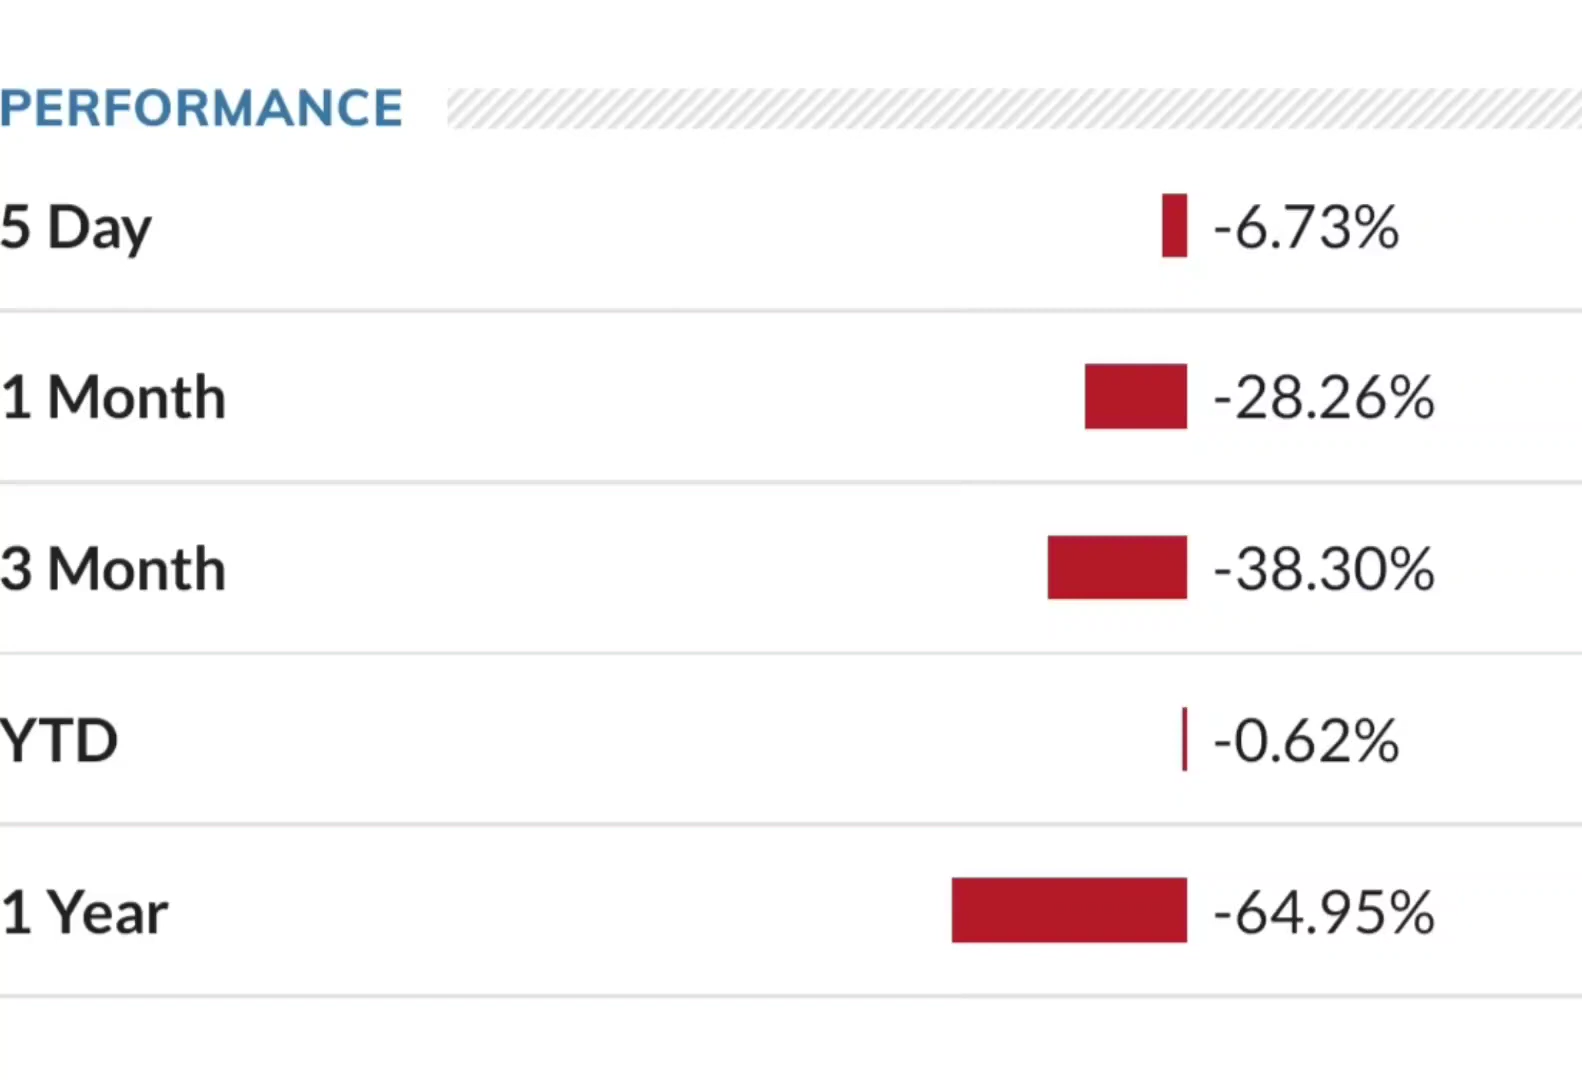 PERFORMANCE
5 Day -6.73%
1 Month -28.26%
3 Month -38.30%
YTD -0.62%
1 Year -64.95%